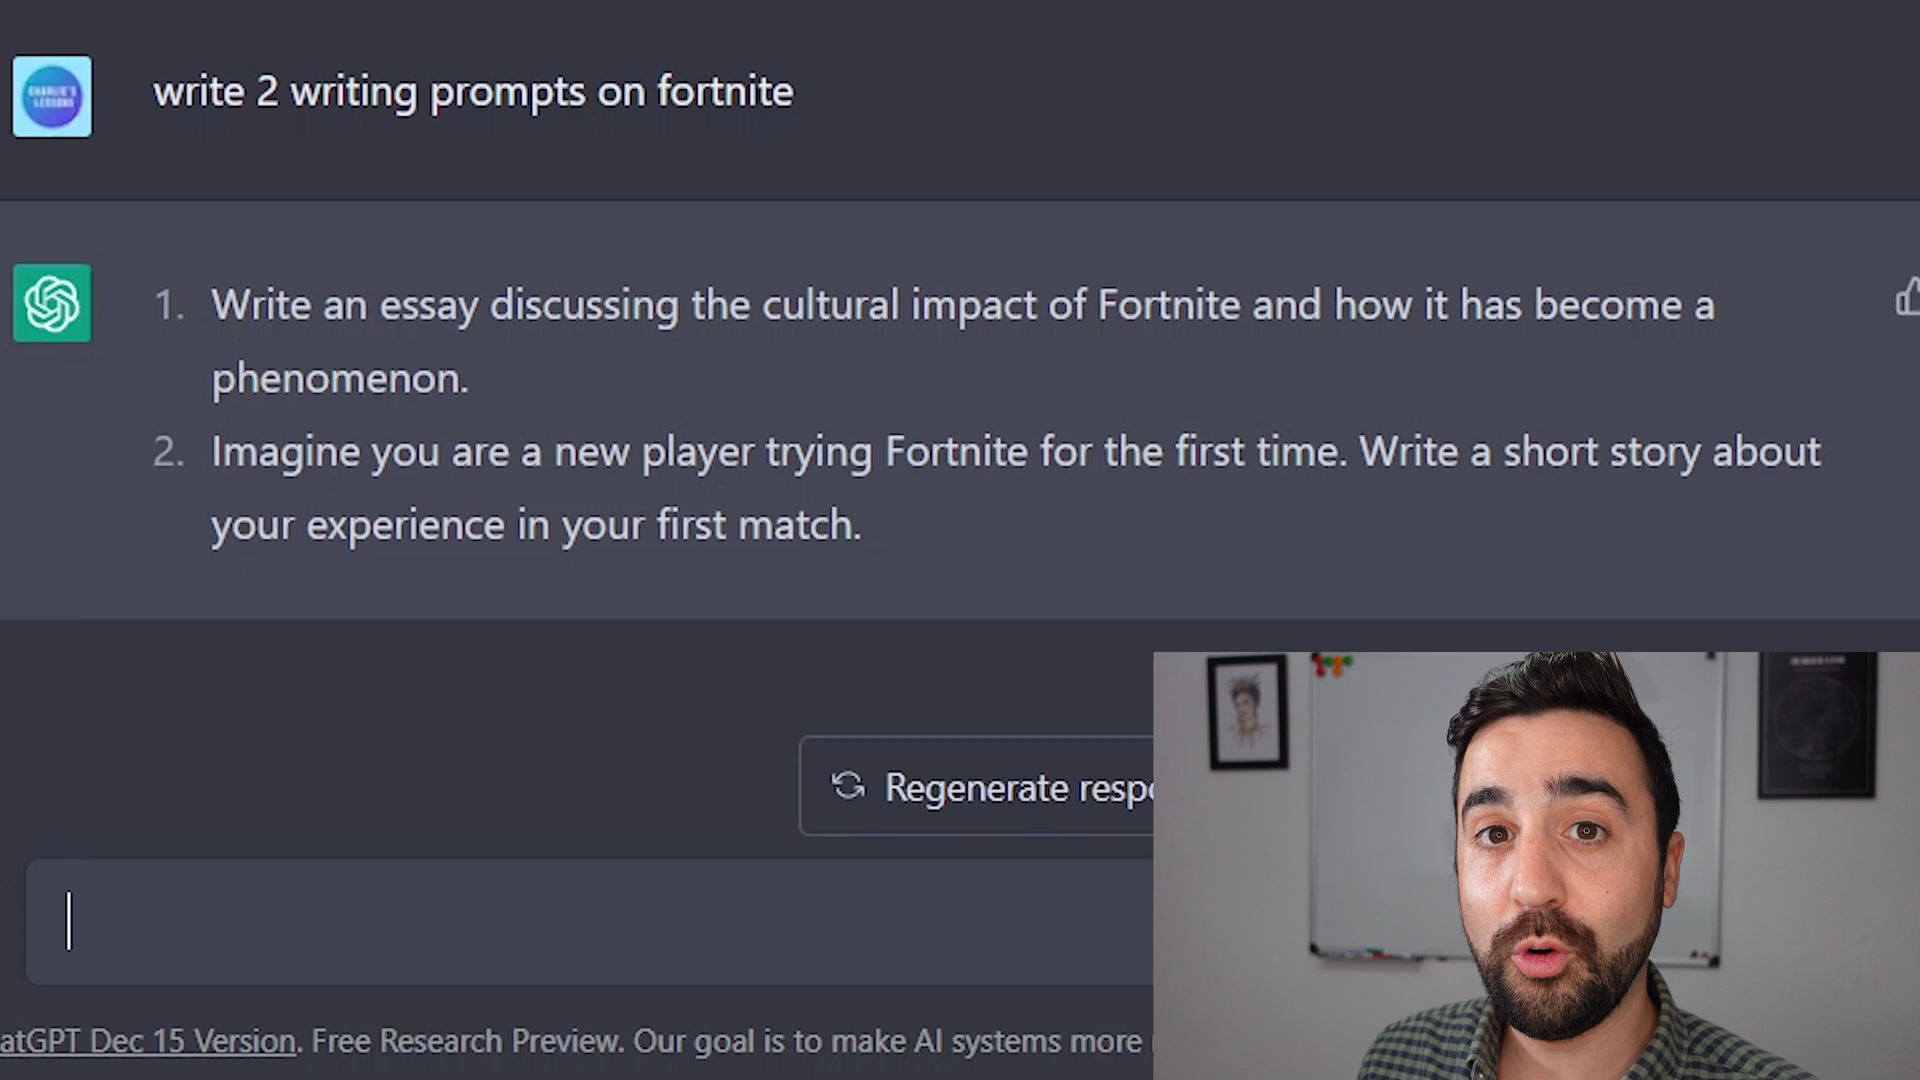 CHARLIE'S
LESSONS
write 2 writing prompts on fortnite
1. Write an essay discussing the cultural impact of Fortnite and how it has become a
phenomenon.
2. Imagine you are a new player trying Fortnite for the first time. Write a short story about
your experience in your first match.
Regenerate respo
atGPT Dec 15 Version. Free Research Preview. Our goal is to make AI systems more